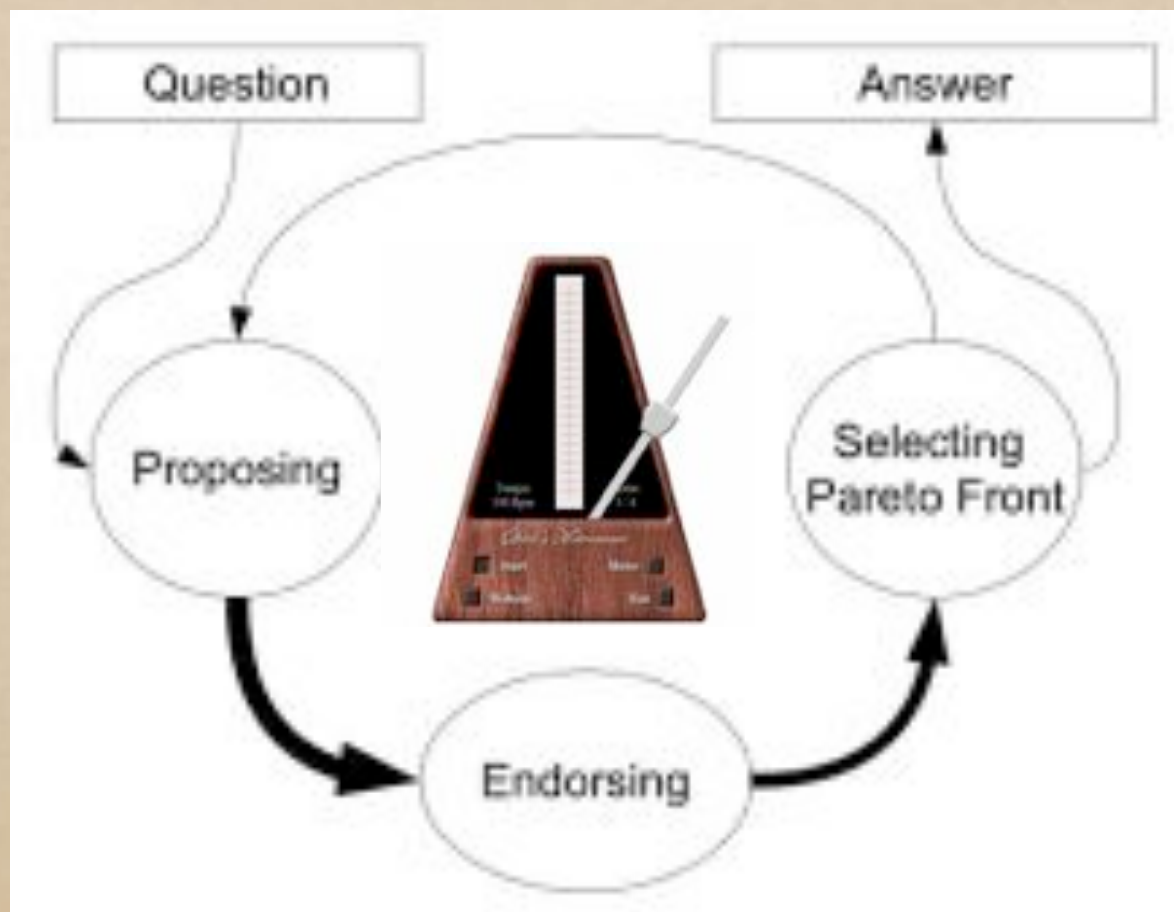 Question
Answer
Proposing
Selecting
Pareto Front
Endorsing